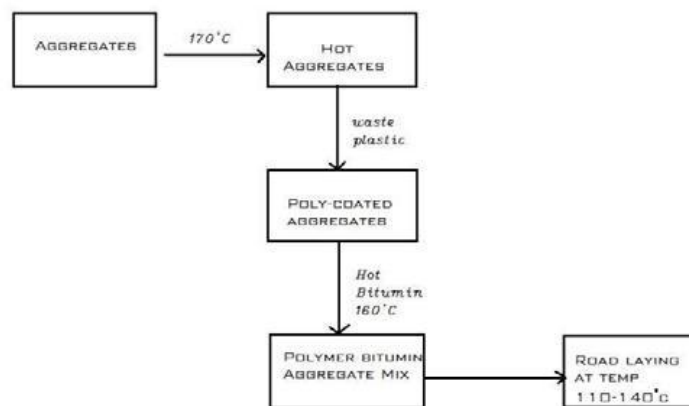 AGGREGATES
170°C
HOT
AGGREGATES
waste
plastic
POLY-COATED
AGGREGATES
Hot
Bitumin
160°C
POLYMER BITUMIN
AGGREGATE MIX
ROAD LAYING
AT TEMP
110-140°C